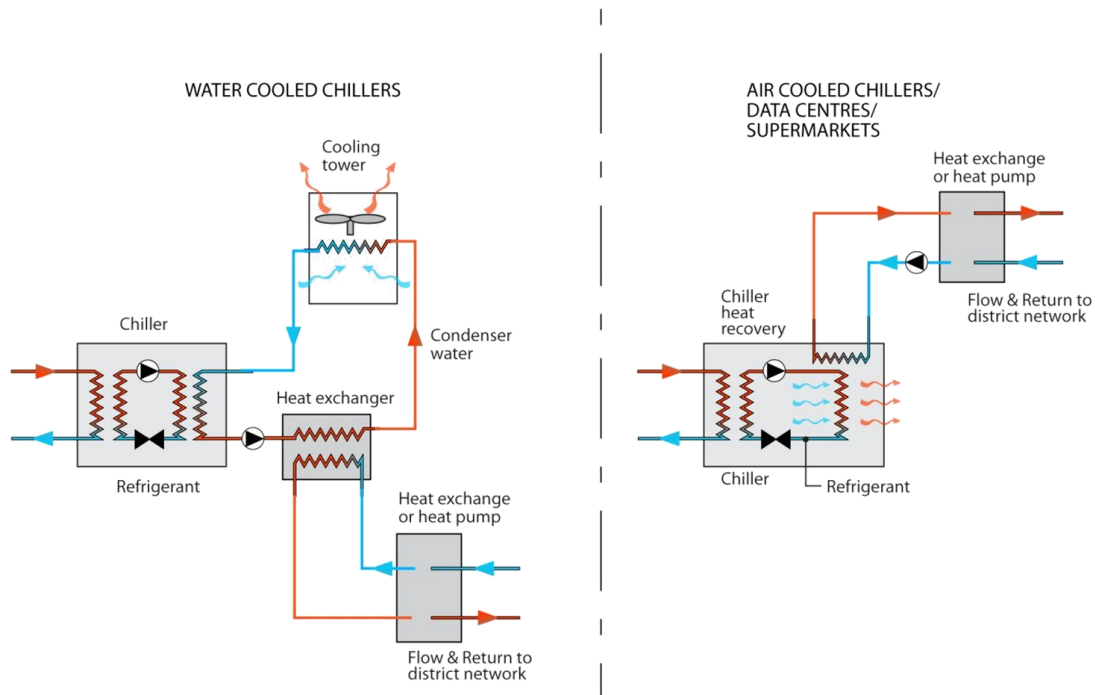 WATER COOLED CHILLERS
Cooling
tower
Chiller
Condenser
water
Heat exchanger
Refrigerant
Heat exchange
or heat pump
Flow & Return to
district network
AIR COOLED CHILLERS/
DATA CENTRES/
SUPERMARKETS
Heat exchange
or heat pump
Chiller
heat
recovery
Flow & Return to
district network
Chiller
Refrigerant